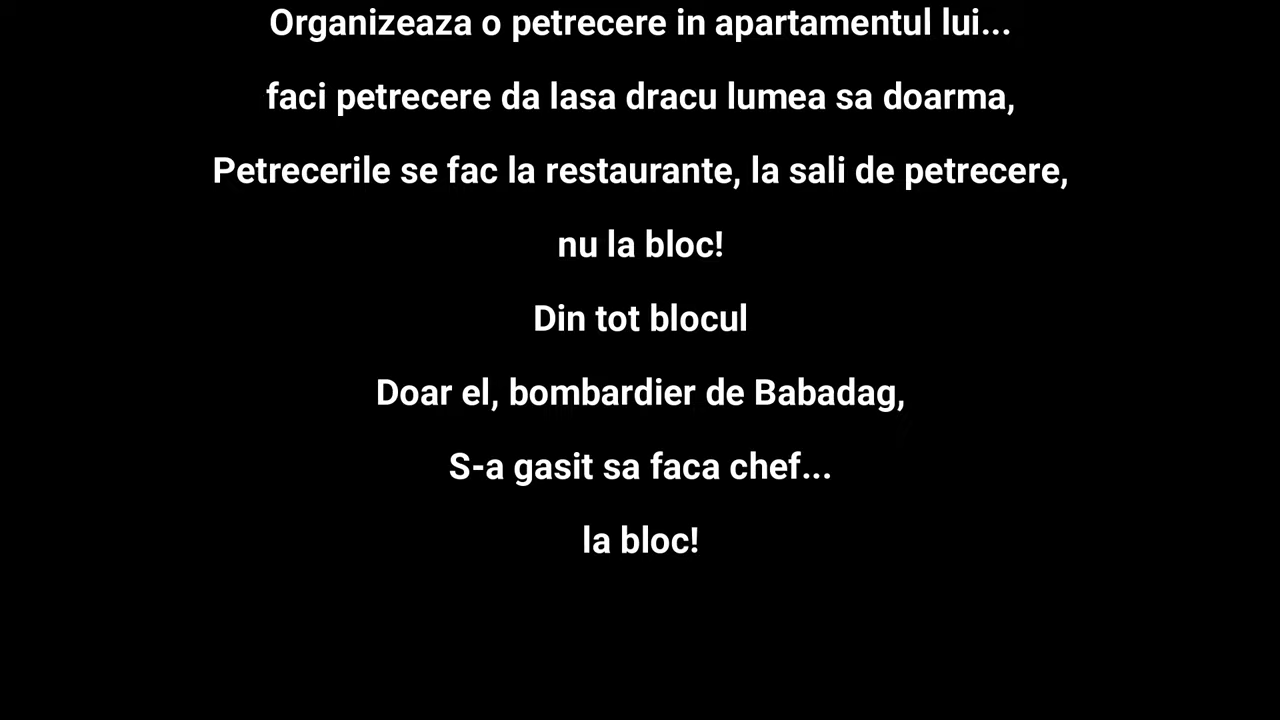 Organizeaza o petrecere in apartamentul lui...
faci petrecere da lasa dracu lumea sa doarma,
Petrecerile se fac la restaurante, la sali de petrecere,
nu la bloc!
Din tot blocul
Doar el, bombardier de Babadag,
S-a gasit sa faca chef...
la bloc!